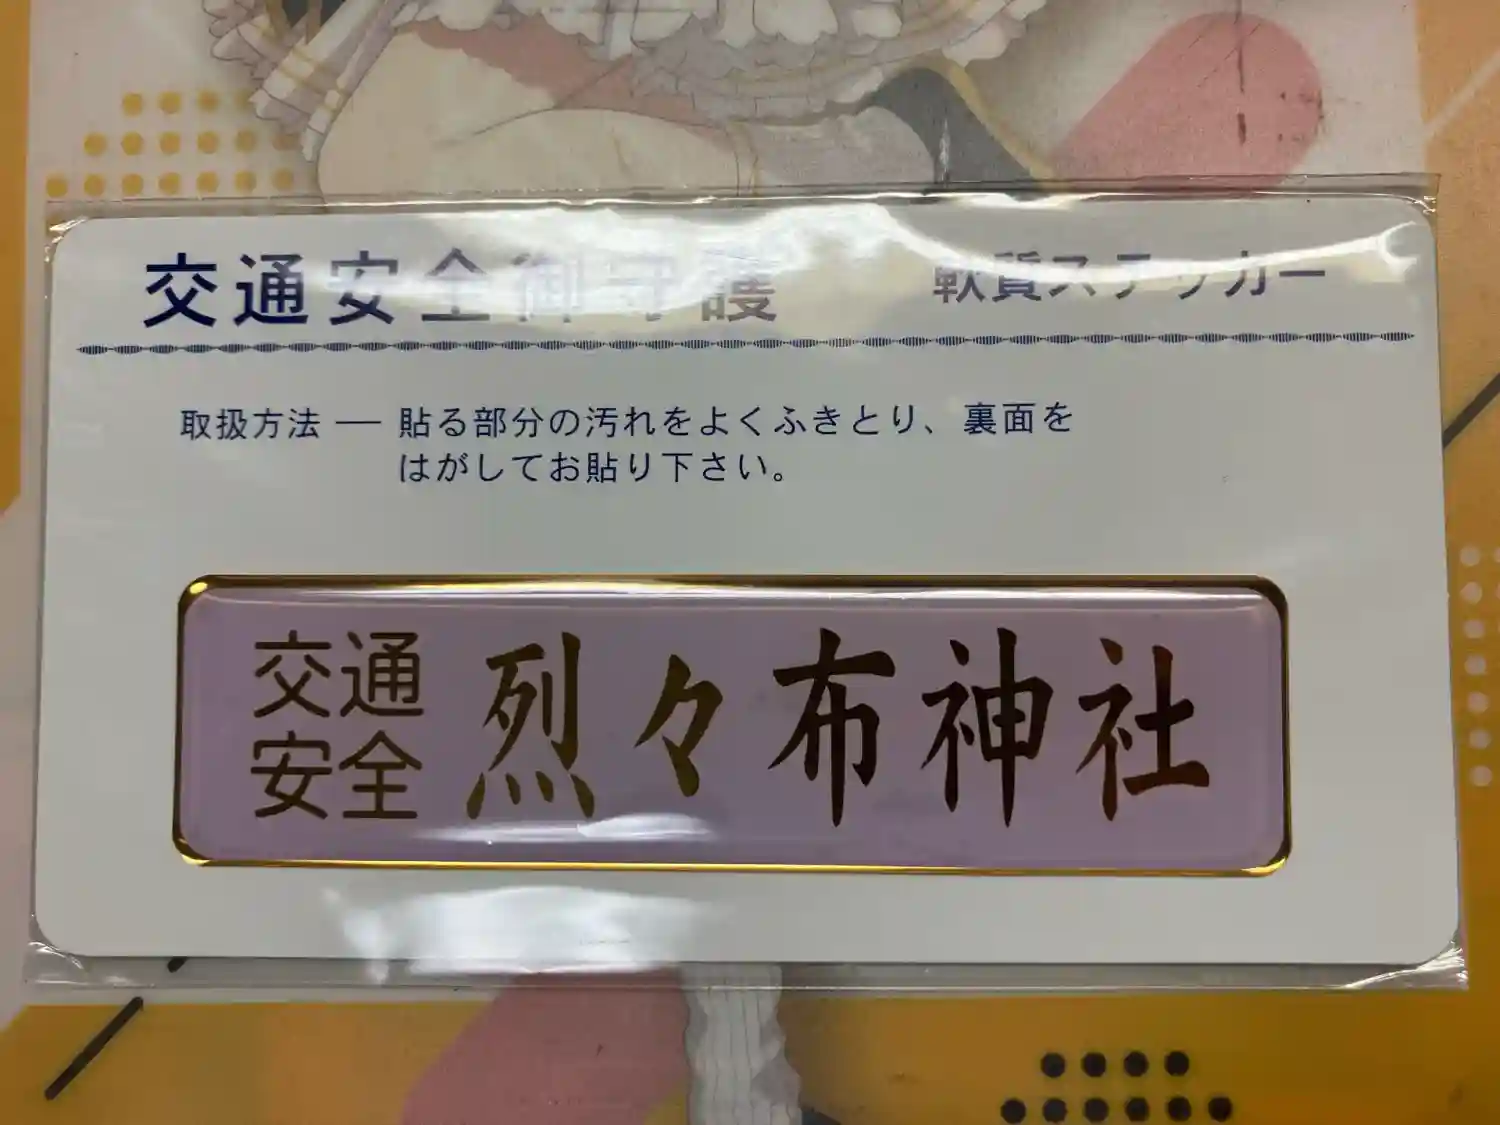 交通安全御守護 軟質ステッカー
取扱方法 ― 貼る部分の汚れをよくふきとり、裏面を
はがしてお貼り下さい。
交通安全 烈々布神社